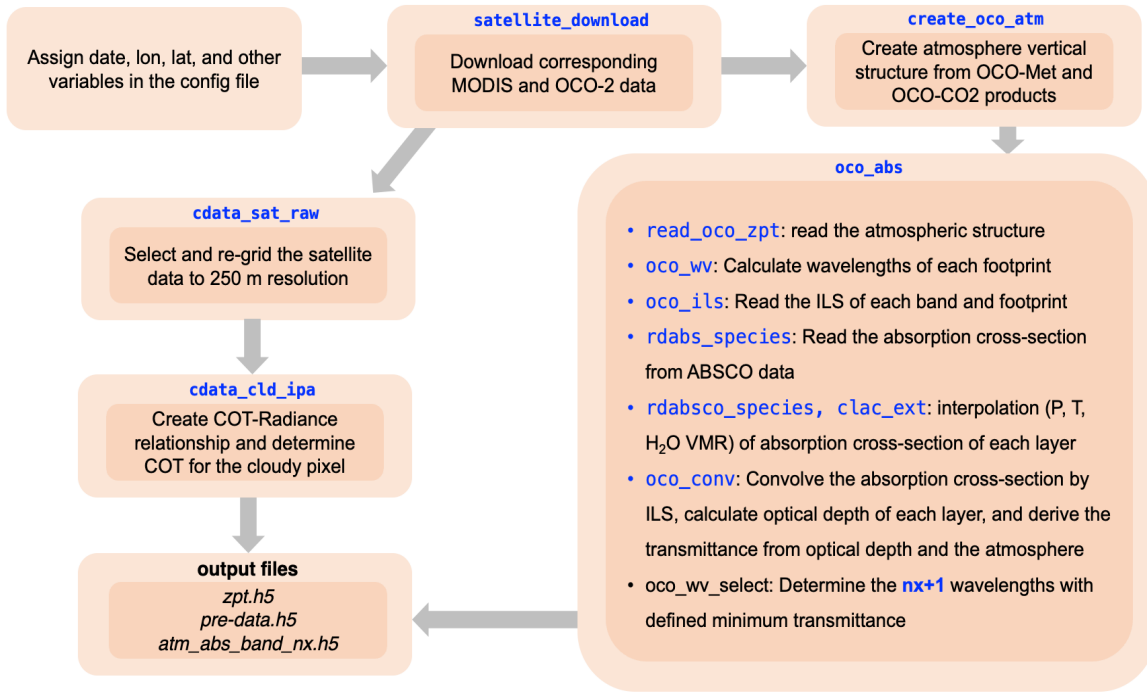 Assign date, lon, lat, and other
variables in the config file
satellite_download
Download corresponding
MODIS and OCO-2 data
create_oco_atm
Create atmosphere vertical
structure from OCO-Met and
OCO-CO2 products
cdata_sat_raw
Select and re-grid the satellite
data to 250 m resolution
cdata_cld_ipa
Create COT-Radiance
relationship and determine
COT for the cloudy pixel
output files
zpt.h5
pre-data.h5
atm_abs_band_nx.h5
oco_abs
• read_oco_zpt: read the atmospheric structure
• oco_wv: Calculate wavelengths of each footprint
• oco_ils: Read the ILS of each band and footprint
• rdabs_species: Read the absorption cross-section
from ABSCO data
• rdabsco_species, clac_ext: interpolation (P, T,
H₂O VMR) of absorption cross-section of each layer
• oco_conv: Convolve the absorption cross-section by
ILS, calculate optical depth of each layer, and derive the
transmittance from optical depth and the atmosphere
• oco_wv_select: Determine the nx+1 wavelengths with
defined minimum transmittance